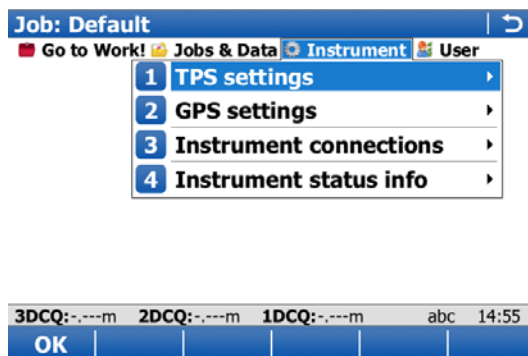 Job: Default
Go to Work! Jobs & Data Instrument User
1 TPS settings
2 GPS settings
3 Instrument connections
4 Instrument status info
3DCQ:-.---m 2DCQ:-.---m 1DCQ:-.---m abc 14:55
OK